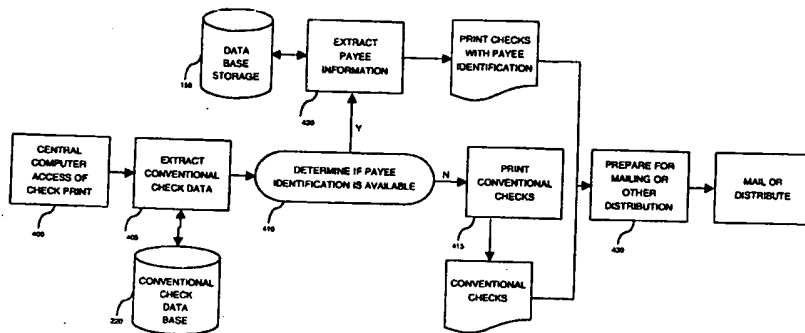 DATA
BASE
STORAGE
150
EXTRACT
PAYEE
INFORMATION
PRINT CHECKS
WITH PAYEE
IDENTIFICATION
Y
CENTRAL
COMPUTER
ACCESS OF
CHECK PRINT
400
EXTRACT
CONVENTIONAL
CHECK DATA
405
DETERMINE IF PAYEE
IDENTIFICATION IS AVAILABLE
410
N
PRINT
CONVENTIONAL
CHECKS
415
PREPARE FOR
MAILING OR
OTHER
DISTRIBUTION
430
MAIL OR
DISTRIBUTE
CONVENTIONAL
CHECK
DATA
BASE
220
CONVENTIONAL
CHECKS